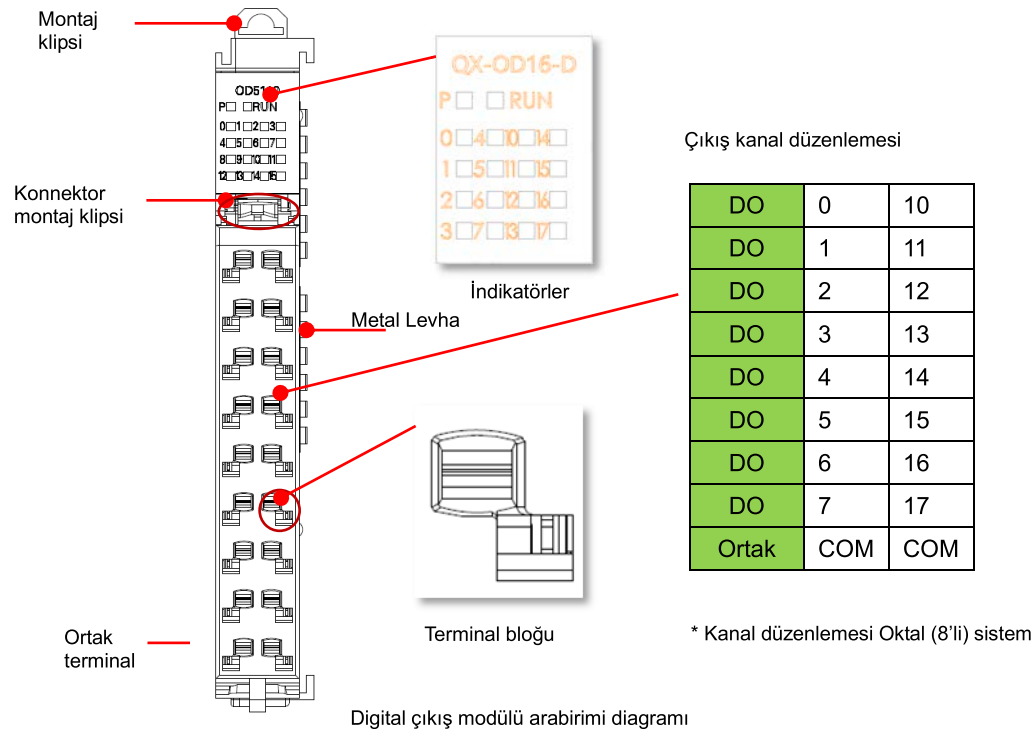 Montaj
klipsi
OD51
P RUN
0 1 2 3
4 5 6 7
8 9 10 11
12 13 14 15
QX-OD16-D
P RUN
0 4 10 14
1 5 11 15
2 6 12 16
3 7 13 17
İndikatörler
Konnektor
montaj klipsi
Metal Levha
Çıkış kanal düzenlemesi
DO 0 10
DO 1 11
DO 2 12
DO 3 13
DO 4 14
DO 5 15
DO 6 16
DO 7 17
Ortak COM COM
* Kanal düzenlemesi Oktal (8’li) sistem
Terminal bloğu
Ortak
terminal
Digital çıkış modülü arabirimi diagramı